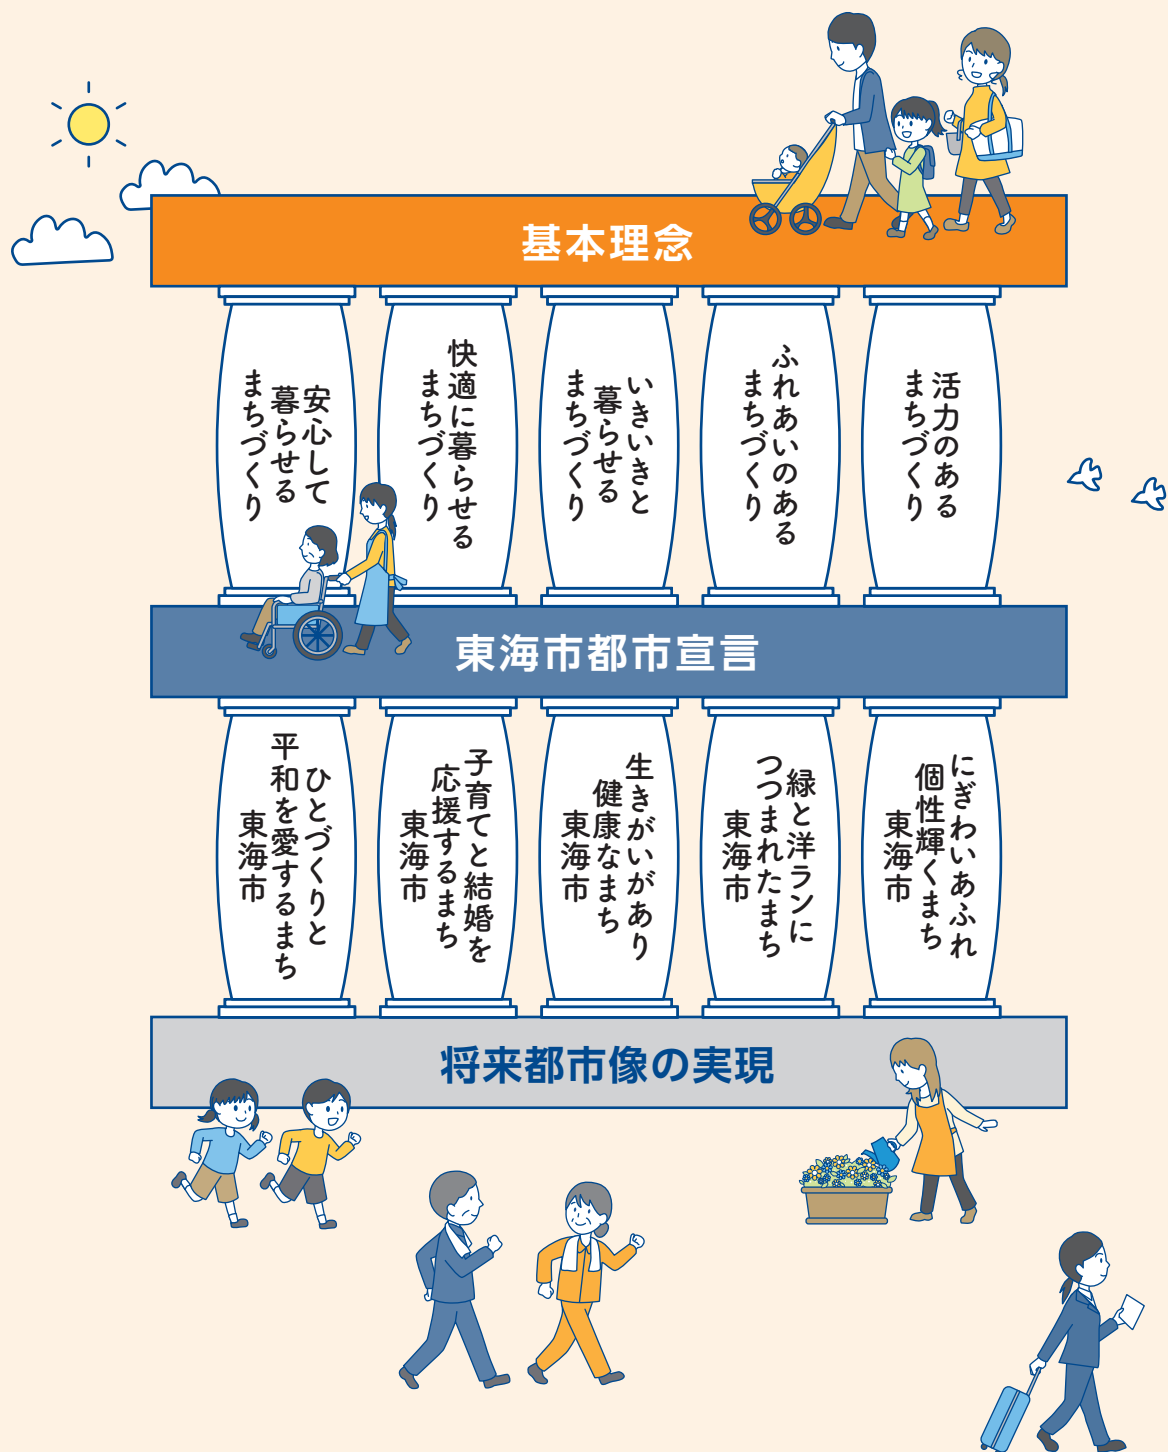 基本理念
安心して
暮らせる
まちづくり
快適に暮らせる
まちづくり
いきいきと
暮らせる
まちづくり
ふれあいのある
まちづくり
活力のある
まちづくり
東海市都市宣言
ひとづくりと
平和を愛するまち
東海市
子育てと結婚を
応援するまち
東海市
生きがいがあり
健康なまち
東海市
緑と洋ランに
つつまれたまち
東海市
にぎわいあふれ
個性輝くまち
東海市
将来都市像の実現